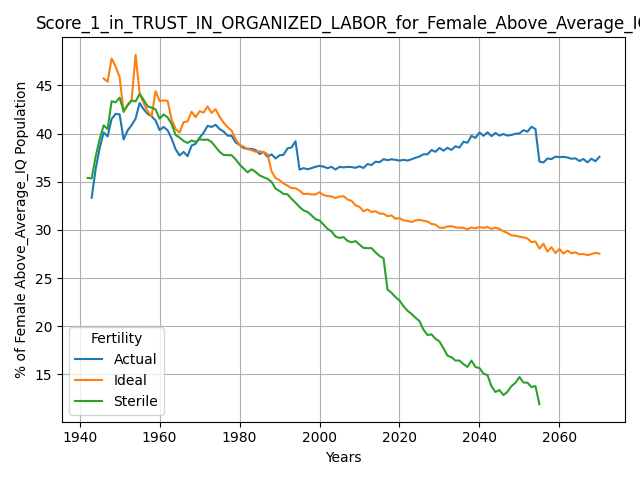 Score_1_in_TRUST_IN_ORGANIZED_LABOR_for_Female_Above_Average_IQ
% of Female Above_Average_IQ Population
45
40
35
30
25
20
15
Fertility
Actual
Ideal
Sterile
1940 1960 1980 2000 2020 2040 2060
Years